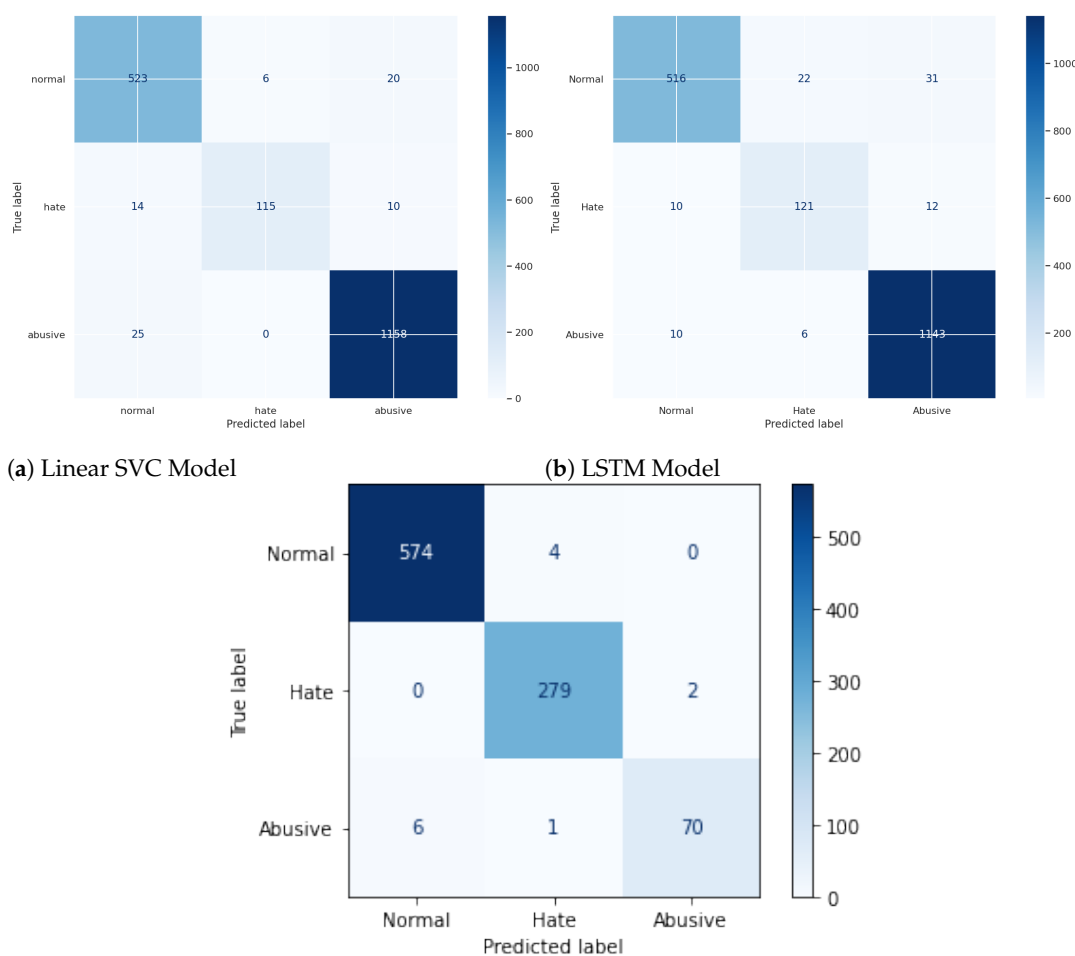 normal 523 6 20
hate 14 115 10
abusive 25 0 1158
normal hate abusive
Predicted label
True label
1000
800
600
400
200
0
Normal 516 22 31
Hate 10 121 12
Abusive 10 6 1143
Normal Hate Abusive
Predicted label
True label
1000
800
600
400
200
(a) Linear SVC Model
(b) LSTM Model
Normal 574 4 0
Hate 0 279 2
Abusive 6 1 70
Normal Hate Abusive
Predicted label
True label
500
400
300
200
100
0